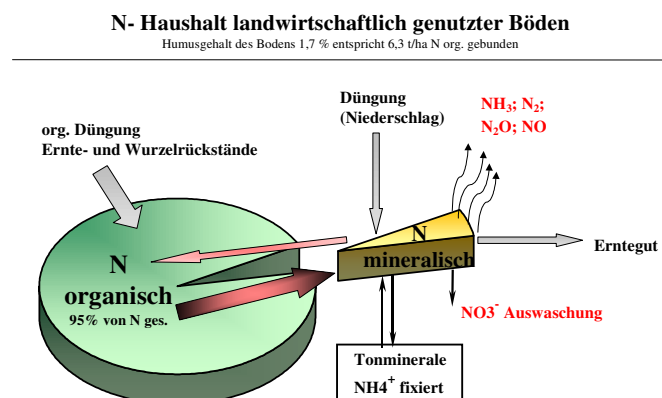 N- Haushalt landwirtschaftlich genutzter Böden
Humusgehalt des Bodens 1,7 % entspricht 6,3 t/ha N org. gebunden
org. Düngung
Ernte- und Wurzelrückstände
Düngung
(Niederschlag)
NH₃; N₂;
N₂O; NO
N
organisch
95% von N ges.
N
mineralisch
Erntegut
NO3⁻ Auswaschung
Tonminerale
NH4⁺ fixiert